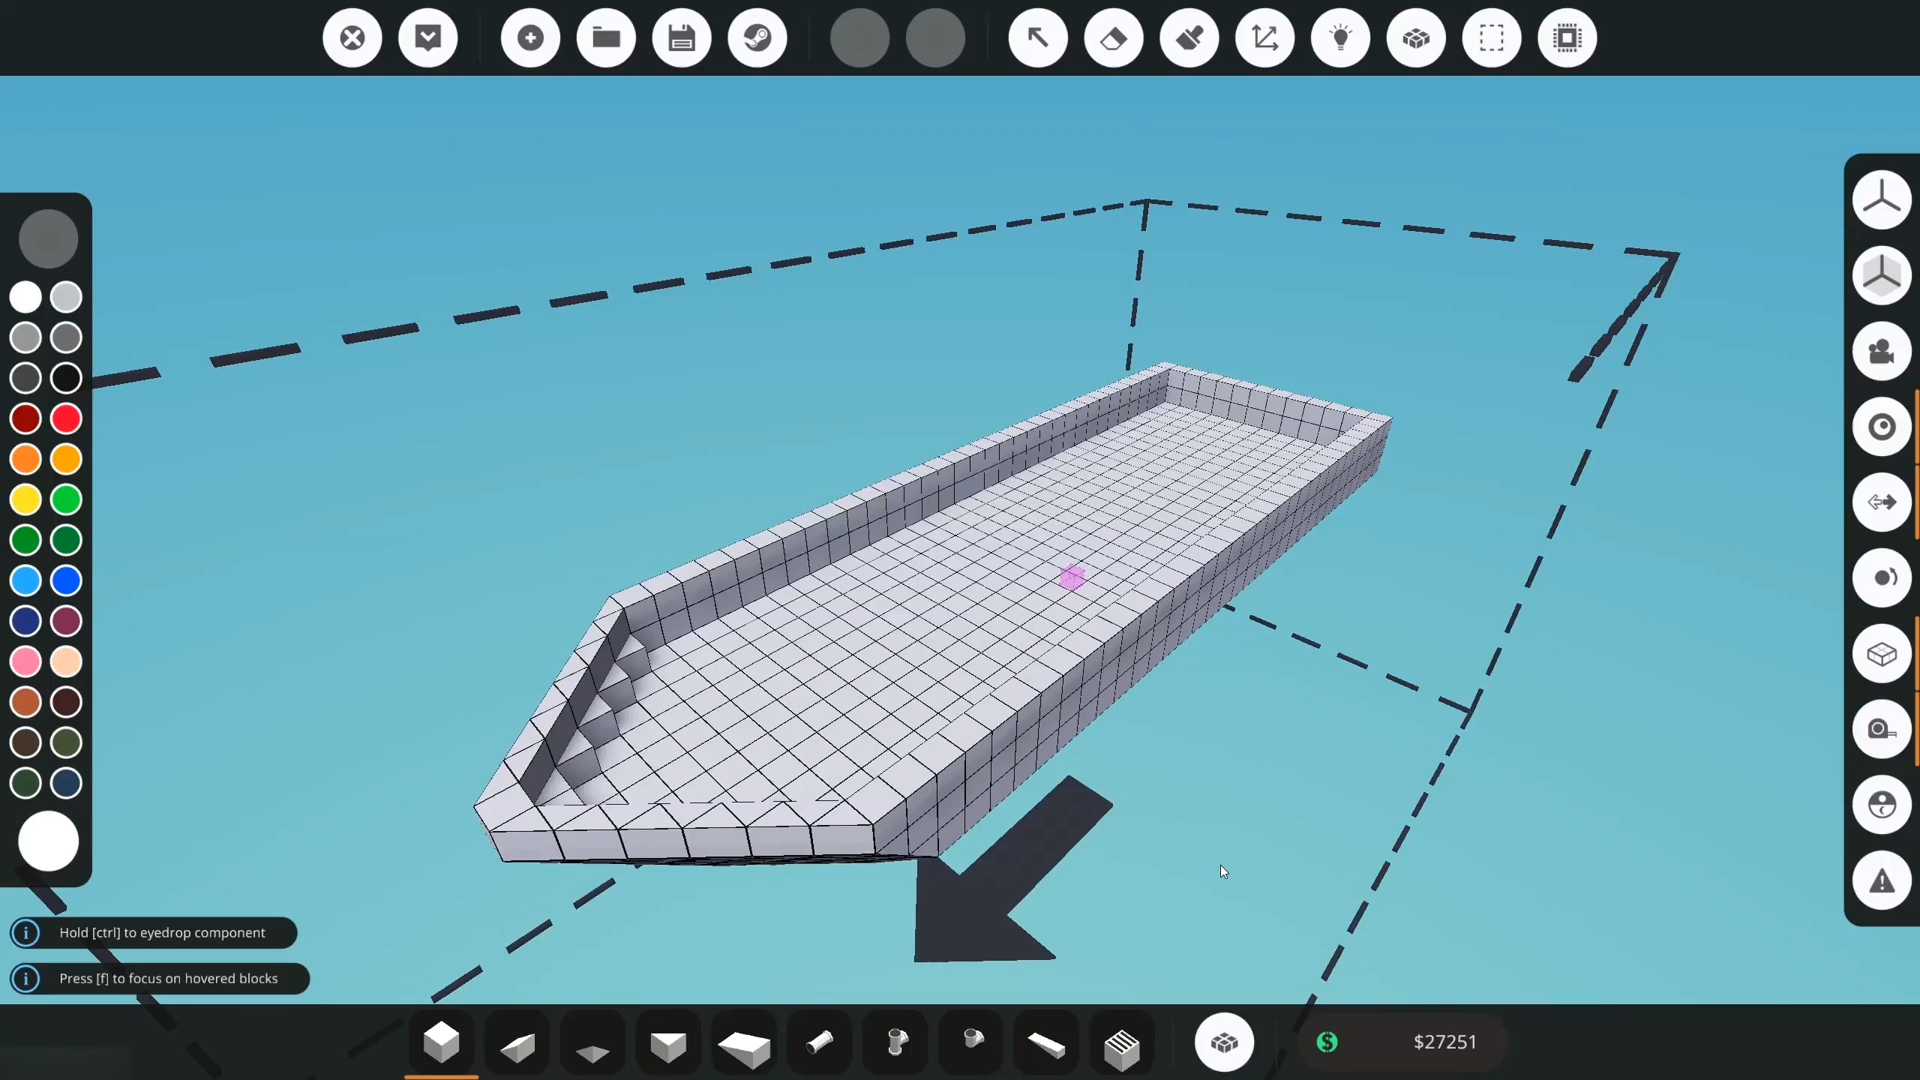 Hold [ctrl] to eyedrop component
Press [f] to focus on hovered blocks
$27251